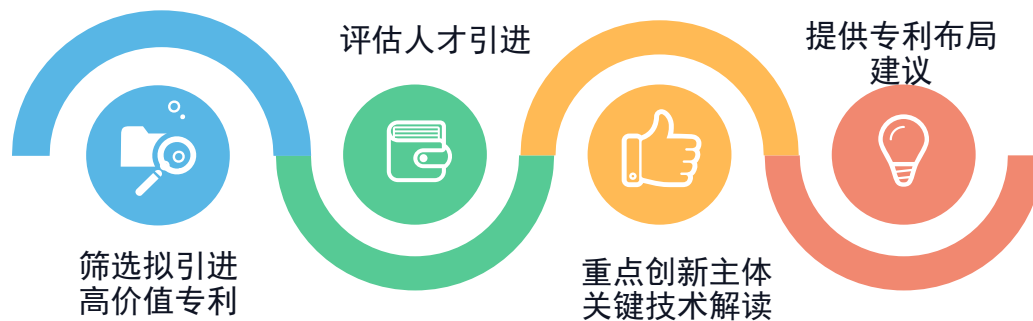 筛选拟引进
高价值专利
评估人才引进
重点创新主体
关键技术解读
提供专利布局
建议